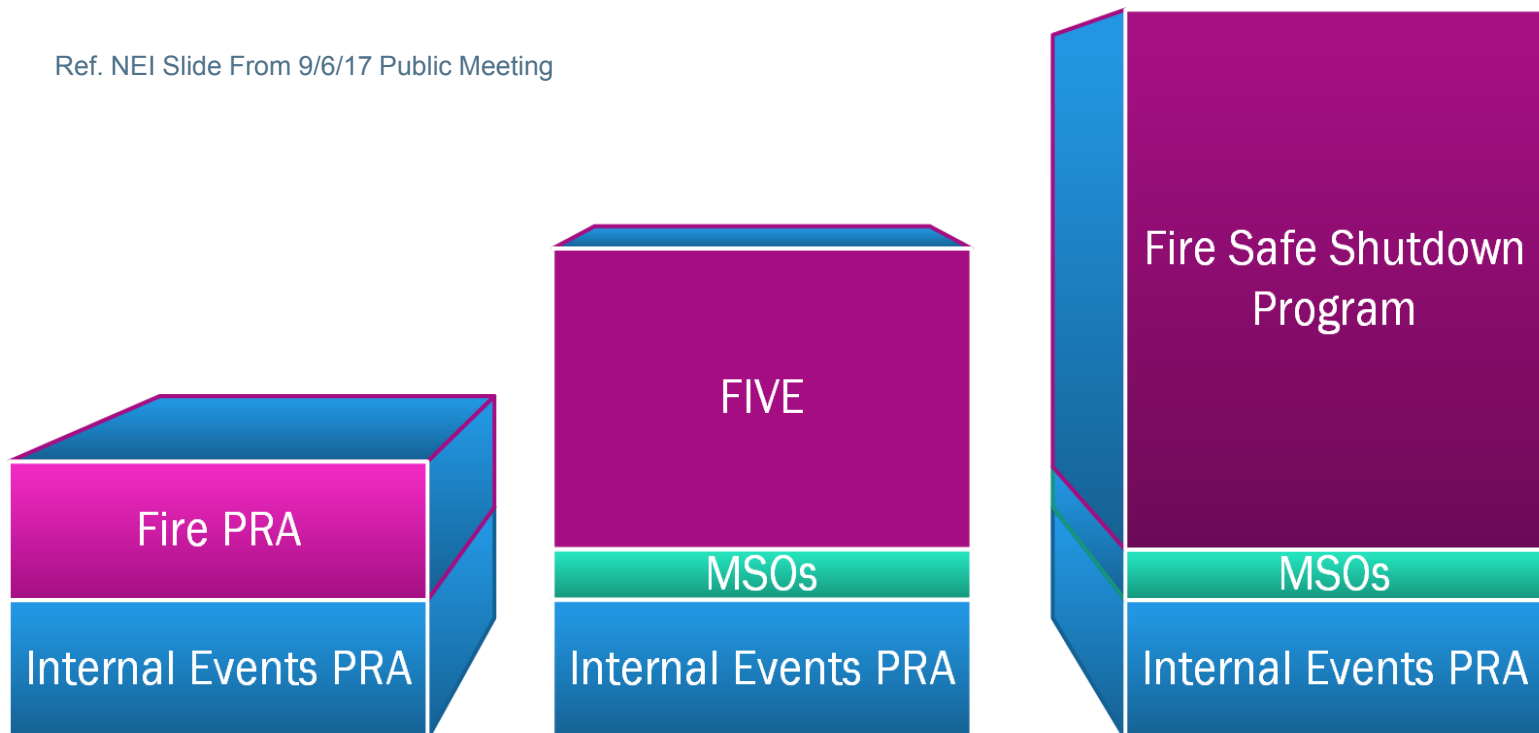 Ref. NEI Slide From 9/6/17 Public Meeting
Fire PRA
Internal Events PRA
FIVE
MSOs
Internal Events PRA
Fire Safe Shutdown
Program
MSOs
Internal Events PRA